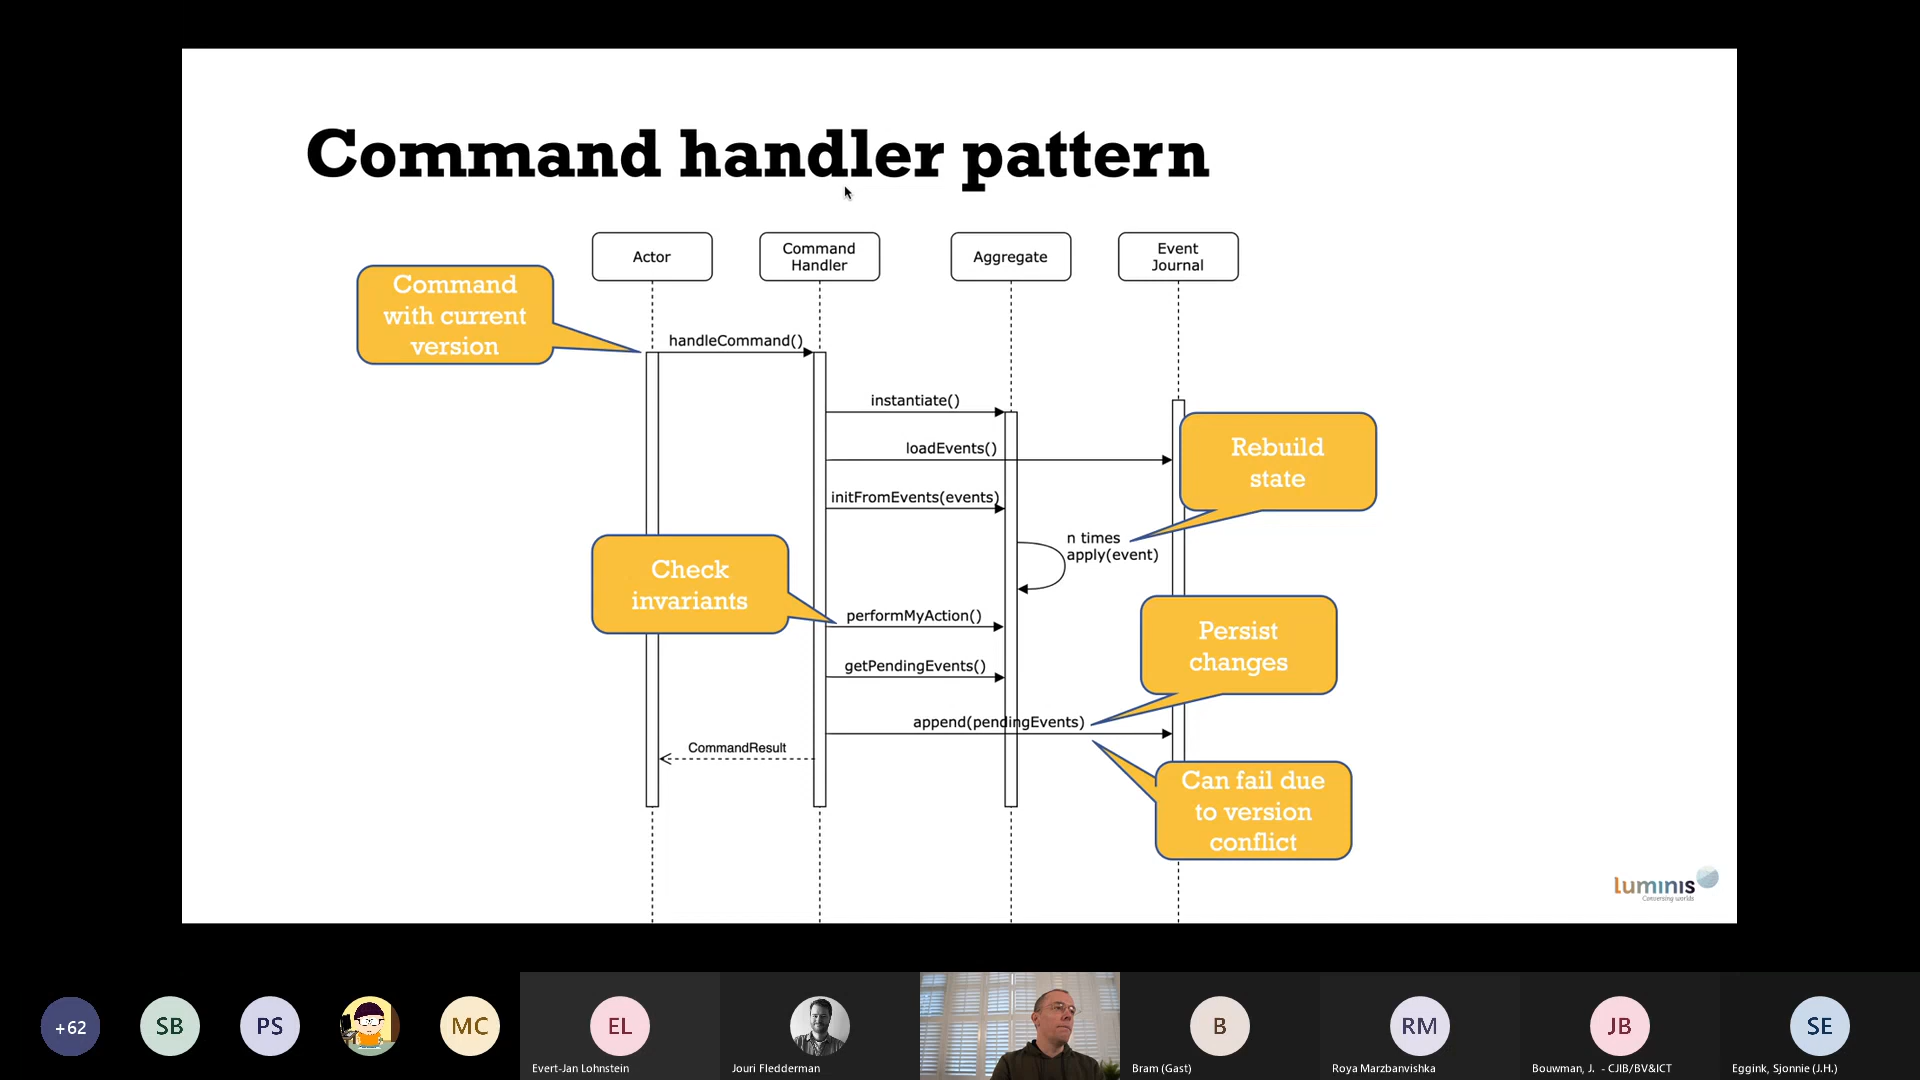 Command handler pattern
Actor
Command
Handler
Aggregate
Event
Journal
Command
with current
version
handleCommand()
instantiate()
loadEvents()
Rebuild
state
initFromEvents(events)
n times
apply(event)
Check
invariants
performMyAction()
Persist
changes
getPendingEvents()
append(pendingEvents)
CommandResult
Can fail due
to version
conflict
luminis
Conversing worlds
+62
SB
PS
MC
EL
Evert-Jan Lohnstein
Jouri Fledderman
B
Bram (Gast)
RM
Roya Marzbanvishka
JB
Bouwman, J. - CJIB/BV&ICT
SE
Eggink, Sjonnie (J.H.)